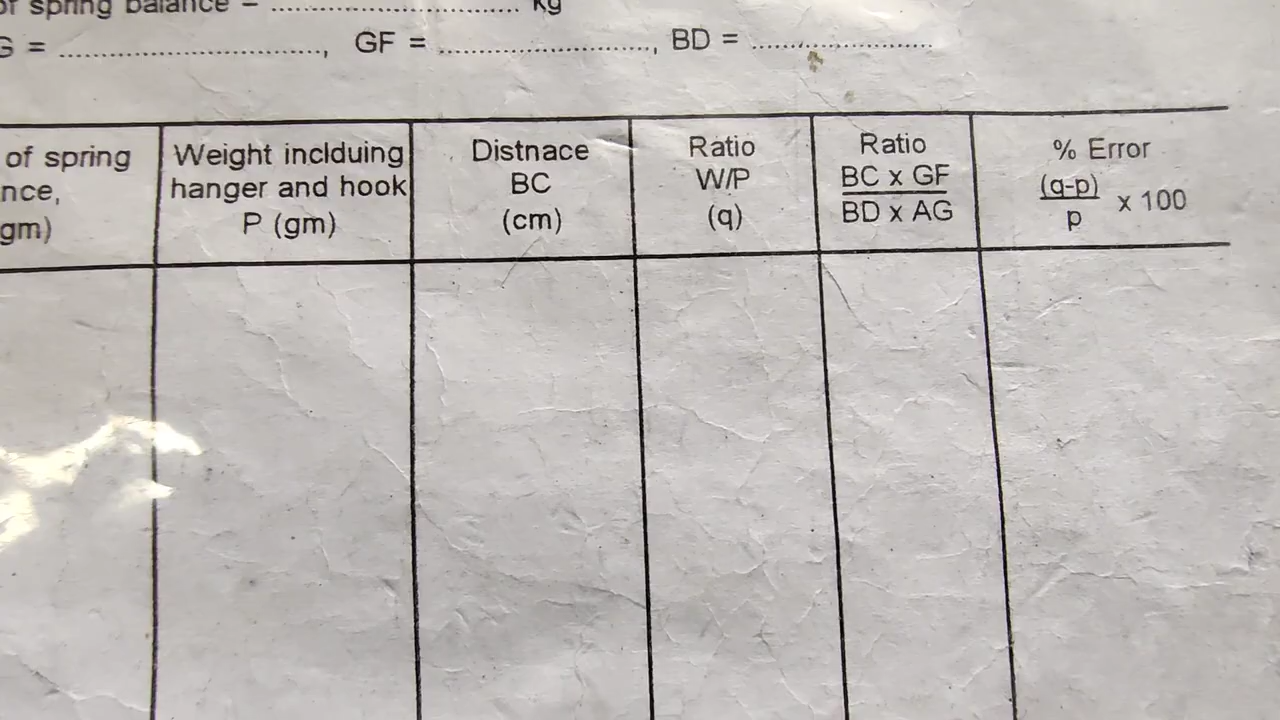 of spring balance = .............................. kg
G = ................................, GF = .........................., BD = ......................
of spring
nce,
gm)
Weight inclduing
hanger and hook
P (gm)
Distnace
BC
(cm)
Ratio
W/P
(q)
Ratio
BC x GF
BD x AG
% Error
(q-p)
p
x 100